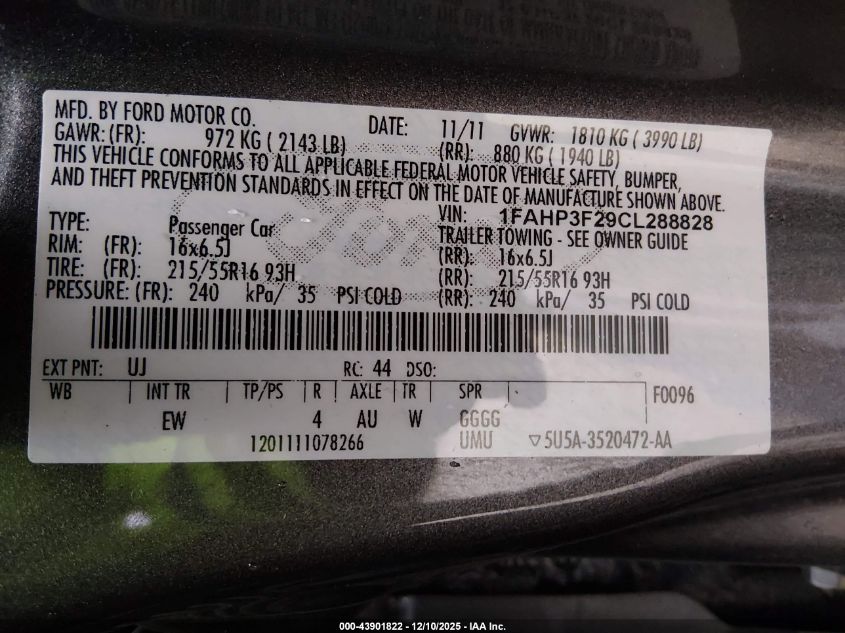 MFD. BY FORD MOTOR CO. DATE: 11/11 GVWR: 1810 KG ( 3990 LB)
GAWR: (FR): 972 KG ( 2143 LB) (RR): 880 KG ( 1940 LB)
THIS VEHICLE CONFORMS TO ALL APPLICABLE FEDERAL MOTOR VEHICLE SAFETY, BUMPER,
AND THEFT PREVENTION STANDARDS IN EFFECT ON THE DATE OF MANUFACTURE SHOWN ABOVE.
VIN: 1FAHP3F29CL288828
TYPE: Passenger Car TRAILER TOWING - SEE OWNER GUIDE
RIM: (FR): 16x6.5J (RR): 16x6.5J
TIRE: (FR): 215/55R16 93H (RR): 215/55R16 93H
PRESSURE: (FR): 240 kPa/ 35 PSI COLD (RR): 240 kPa/ 35 PSI COLD
EXT PNT: UJ RC: 44 DSO:
WB INT TR TP/PS R AXLE TR SPR F0096
EW 4 AU W GGGG
1201111078266 UMU ▽5U5A-3520472-AA
000-43901822 - 12/10/2025 - IAA Inc.